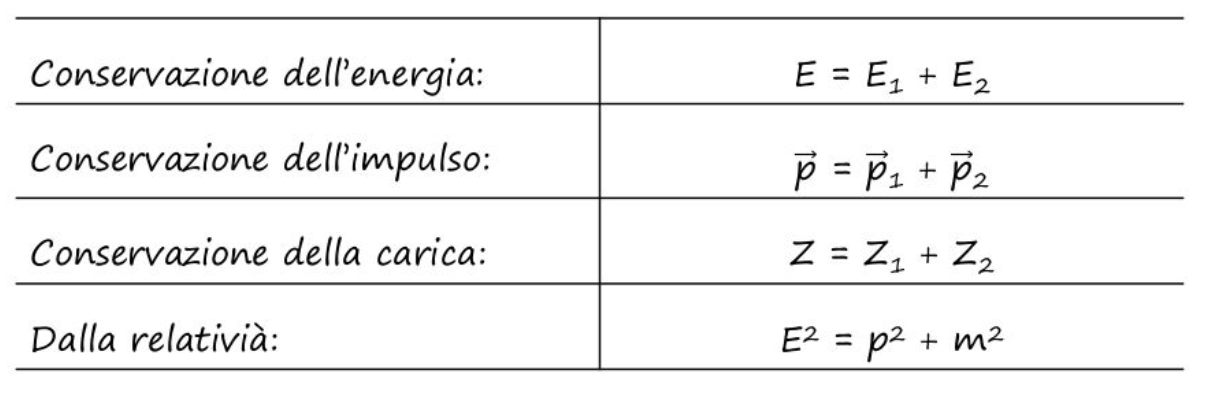 Conservazione dell'energia: E = E₁ + E₂
Conservazione dell'impulso: p⃗ = p⃗₁ + p⃗₂
Conservazione della carica: Z = Z₁ + Z₂
Dalla relativià: E² = p² + m²